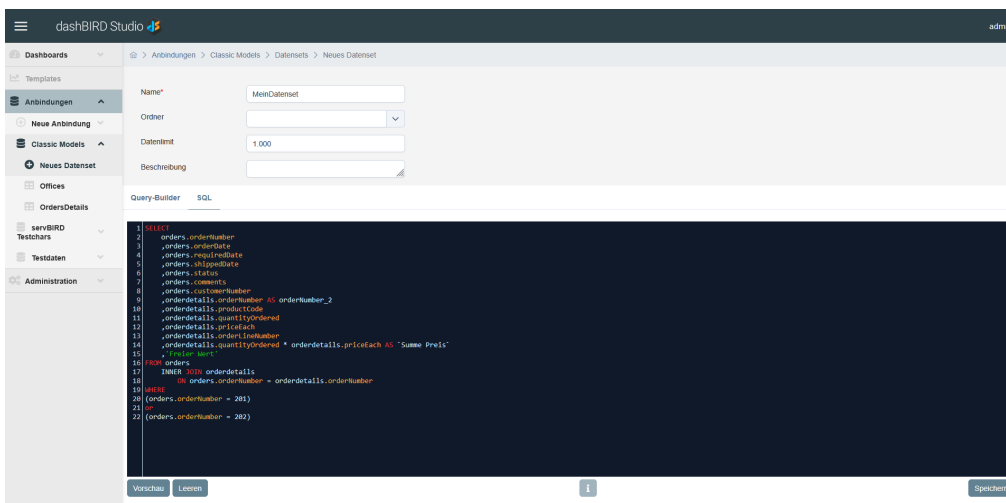 dashBIRD Studio
adm
Dashboards
Templates
Anbindungen
Neue Anbindung
Classic Models
Neues Datenset
Offices
OrdersDetails
servBIRD
Testchars
Testdaten
Administration
> Anbindungen > Classic Models > Datensets > Neues Datenset
Name*
MeinDatenset
Ordner
Datenlimit
1.000
Beschreibung
Query-Builder SQL
1 SELECT
2 orders.orderNumber
3 ,orders.orderDate
4 ,orders.requiredDate
5 ,orders.shippedDate
6 ,orders.status
7 ,orders.comments
8 ,orders.customerNumber
9 ,orderdetails.orderNumber AS orderNumber_2
10 ,orderdetails.productCode
11 ,orderdetails.quantityOrdered
12 ,orderdetails.priceEach
13 ,orderdetails.orderLineNumber
14 ,orderdetails.quantityOrdered * orderdetails.priceEach AS `Summe Preis`
15 ,'Freier Wert'
16 FROM orders
17 INNER JOIN orderdetails
18 ON orders.orderNumber = orderdetails.orderNumber
19 WHERE
20 (orders.orderNumber = 201)
21 or
22 (orders.orderNumber = 202)
Vorschau Leeren i Speichern